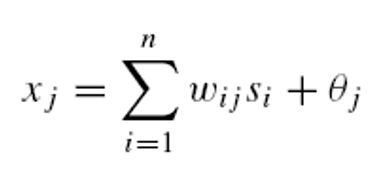 x_j = \sum_{i=1}^{n} w_{ij} s_i + \theta_j